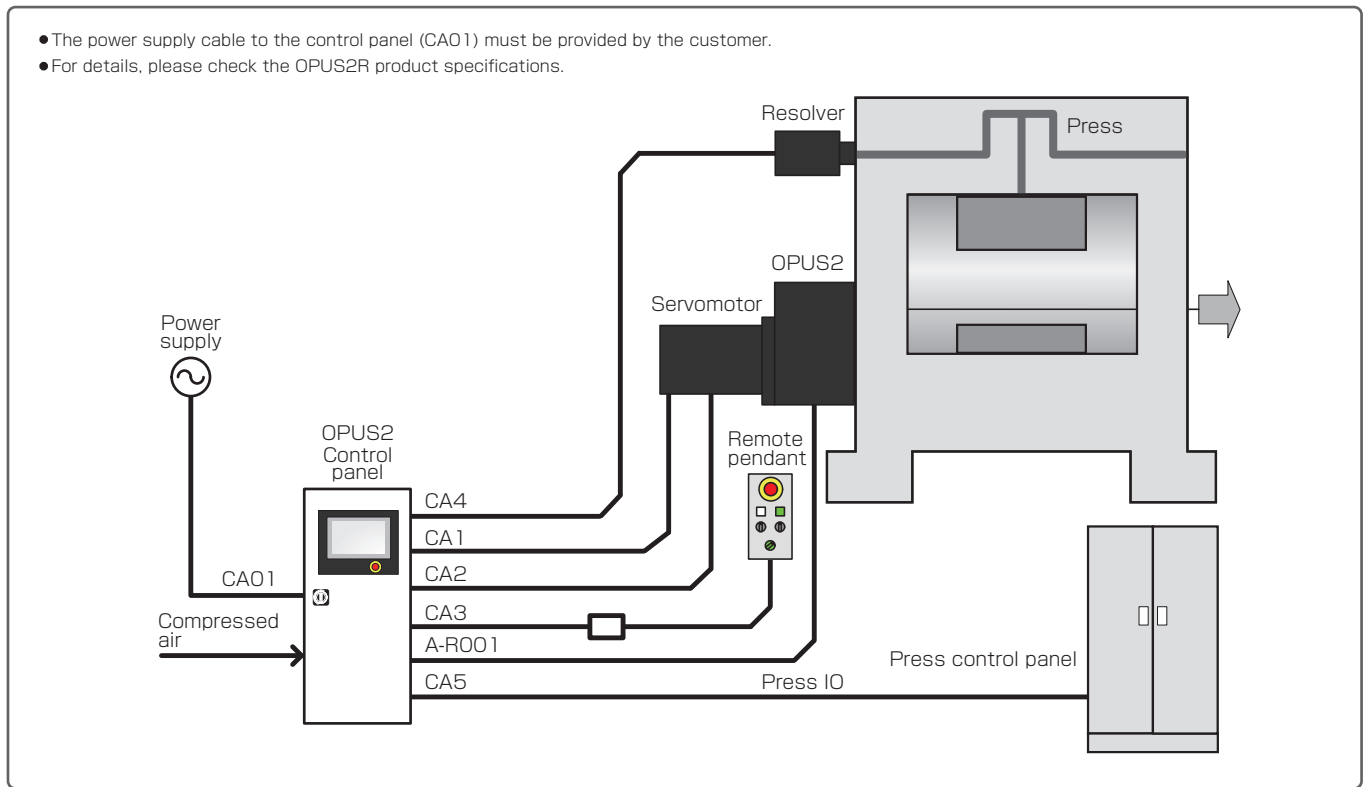 ●The power supply cable to the control panel (CA01) must be provided by the customer.
●For details, please check the OPUS2R product specifications.
Resolver
Press
OPUS2
Servomotor
Power
supply
OPUS2
Control
panel
Remote
pendant
CA4
CA1
CA2
CA01
CA3
Compressed
air
A-R001
Press control panel
CA5
Press IO